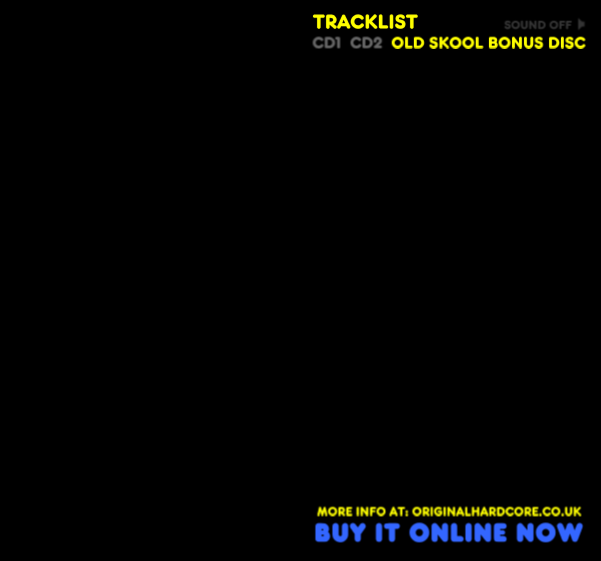 TRACKLIST
SOUND OFF
CD1 CD2 OLD SKOOL BONUS DISC
MORE INFO AT: ORIGINALHARDCORE.CO.UK
BUY IT ONLINE NOW